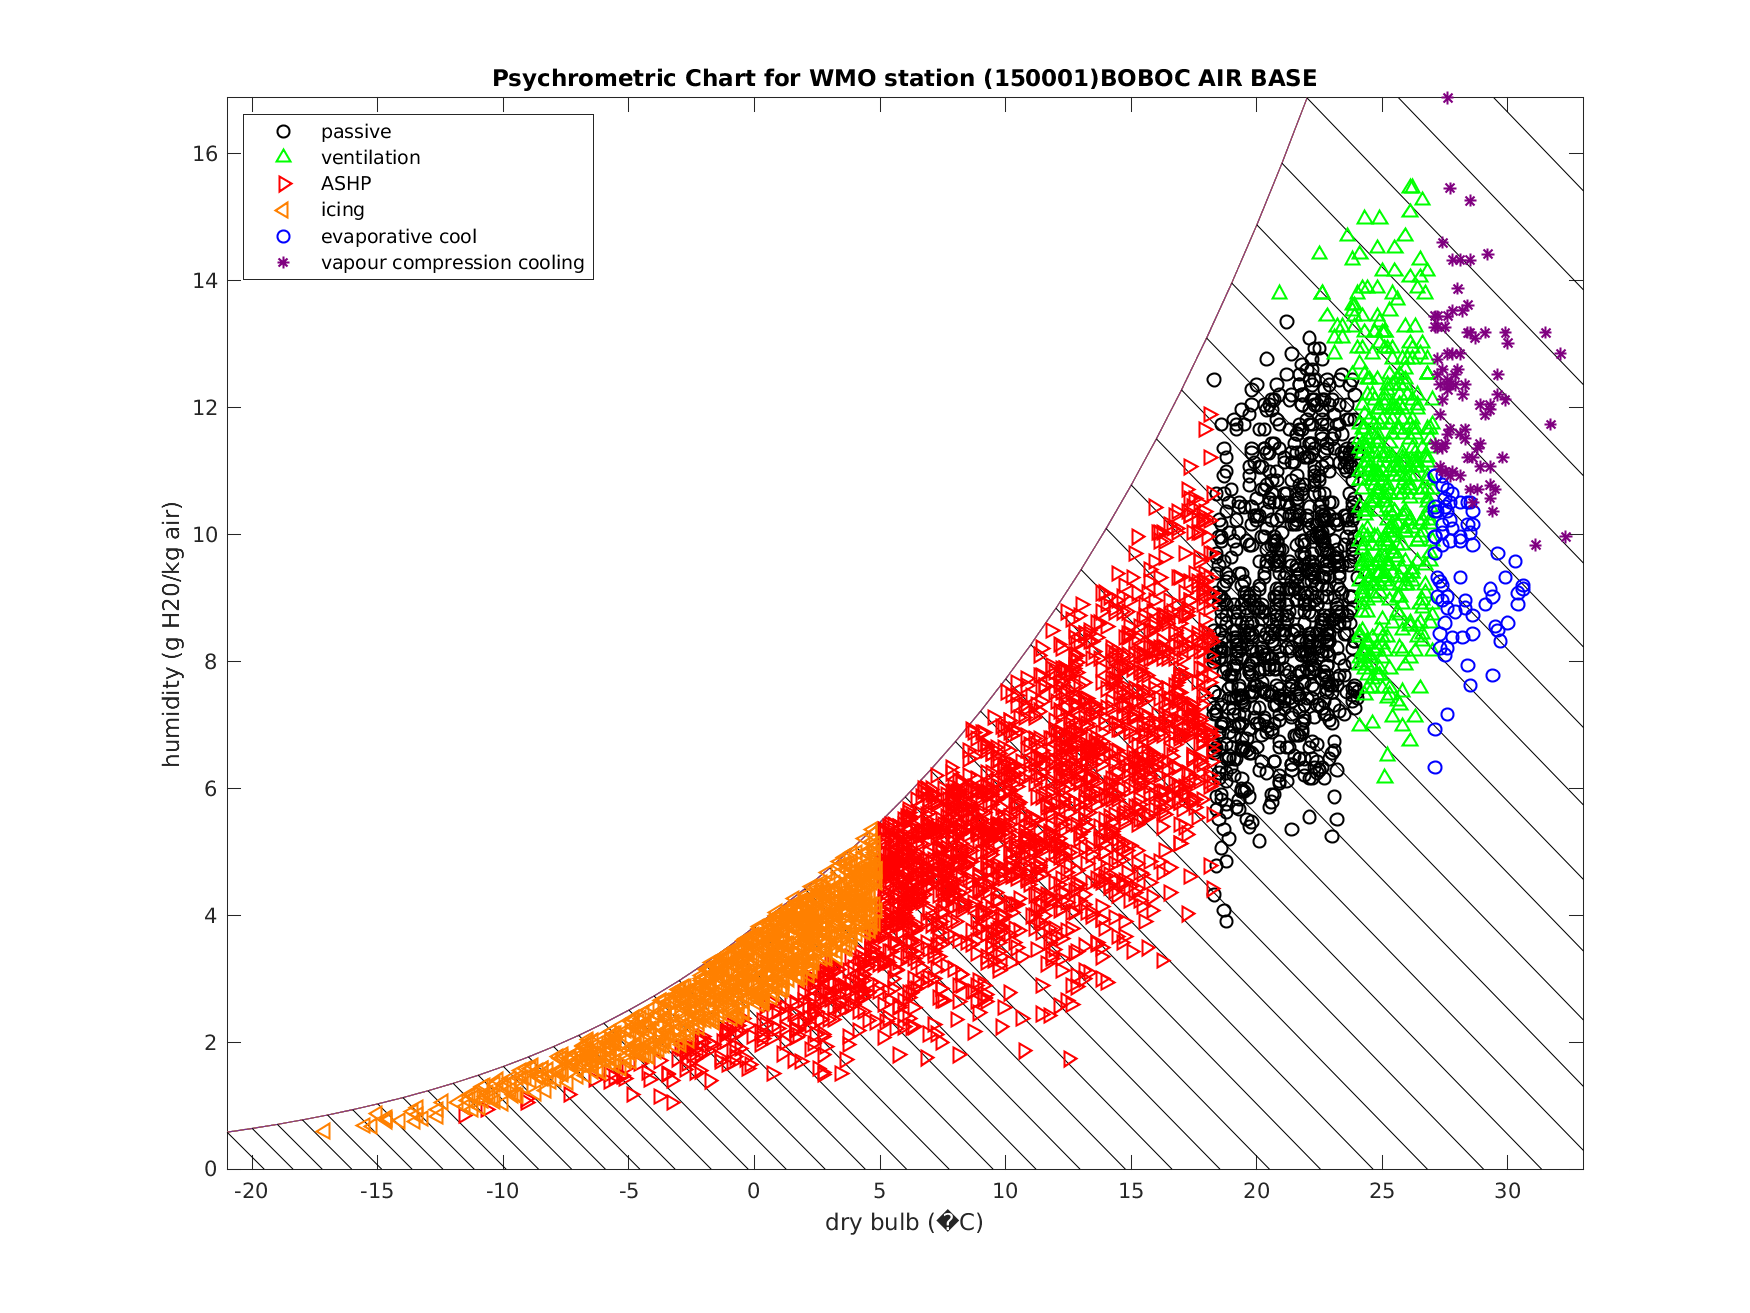 Psychrometric Chart for WMO station (150001)BOBOC AIR BASE
passive
ventilation
ASHP
icing
evaporative cool
vapour compression cooling
16
14
12
10
8
6
4
2
0
humidity (g H20/kg air)
-20 -15 -10 -5 0 5 10 15 20 25 30
dry bulb (�C)